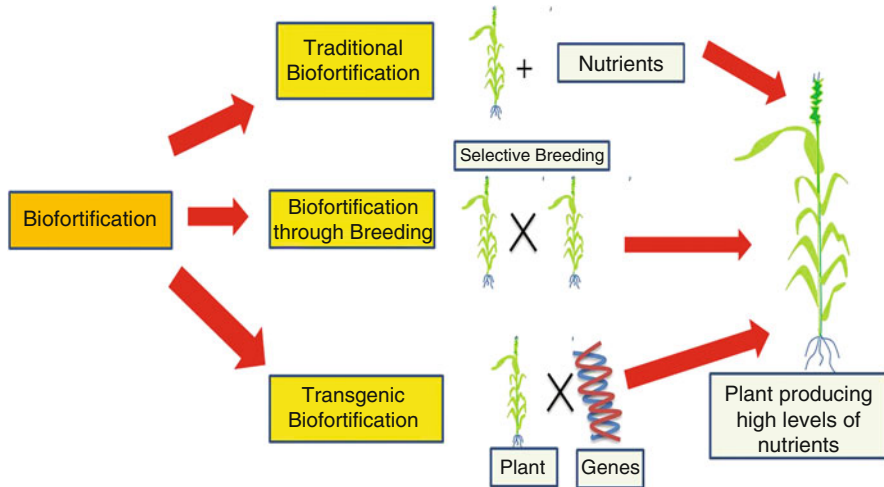 Traditional
Biofortification
+
Nutrients
Selective Breeding
Biofortification
Biofortification
through Breeding
Transgenic
Biofortification
Plant
Genes
Plant producing
high levels of
nutrients